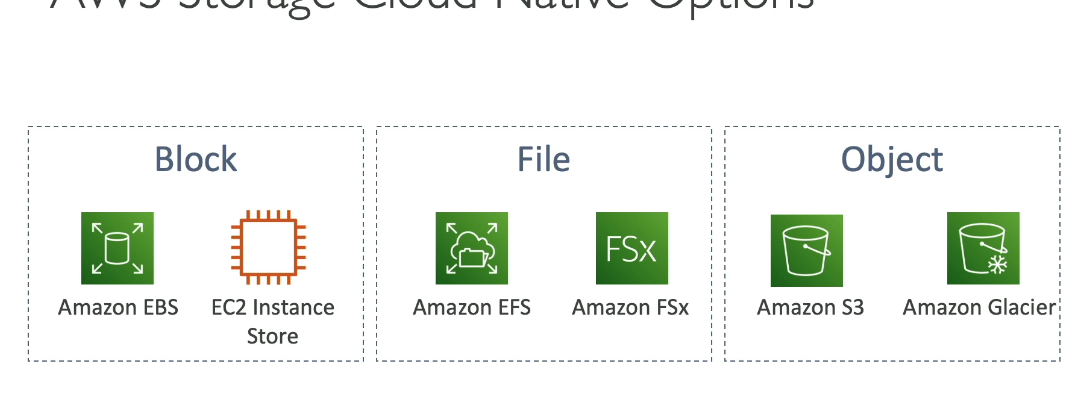 AWS Storage Cloud Native Options
Block
File
Object
FSx
Amazon EBS
EC2 Instance
Store
Amazon EFS
Amazon FSx
Amazon S3
Amazon Glacier